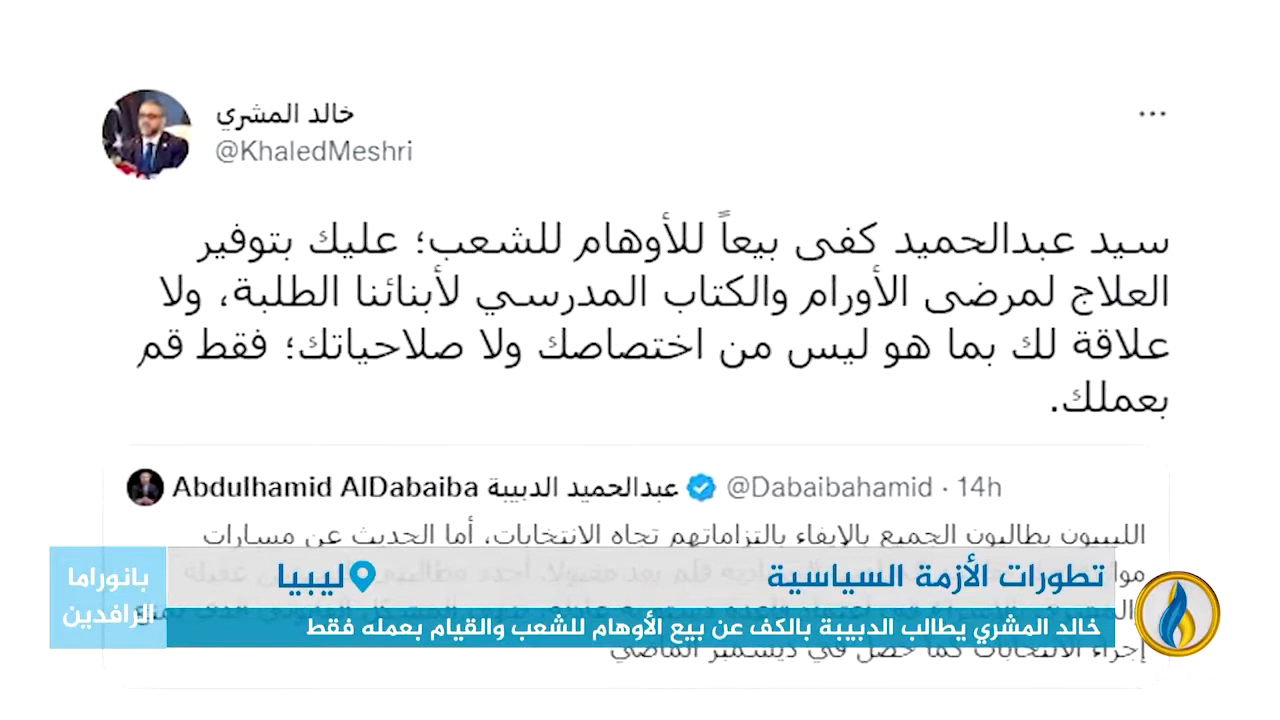 خالد المشري
@KhaledMeshri
سيد عبدالحميد كفى بيعاً للأوهام للشعب؛ عليك بتوفير
العلاج لمرضى الأورام والكتاب المدرسي لأبنائنا الطلبة، ولا
علاقة لك بما هو ليس من اختصاصك ولا صلاحياتك؛ فقط قم
بعملك.
Abdulhamid AlDabaiba عبدالحميد الدبيبة @Dabaibahamid · 14h
الليبيون يطالبون الجميع بالإيفاء بالتزاماتهم تجاه الانتخابات، أما الحديث عن مسارات
تطورات الأزمة السياسية
ليبيا
خالد المشري يطالب الدبيبة بالكف عن بيع الأوهام للشعب والقيام بعمله فقط
إجراء الانتخابات كما حصل في ديسمبر الماضي
بانوراما
الرافدين